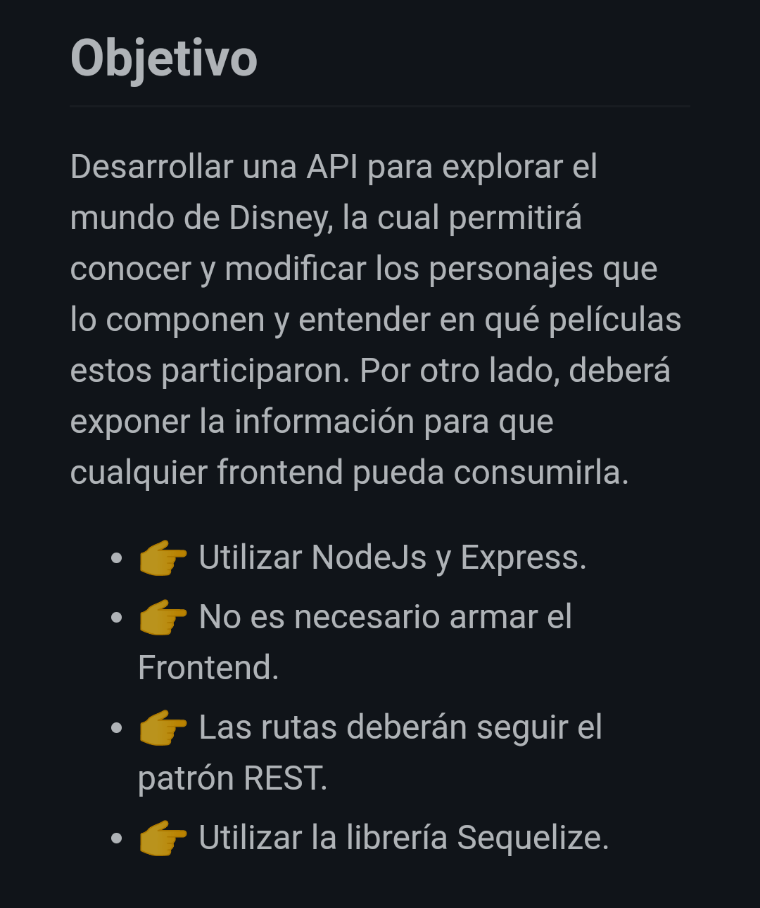 Objetivo
Desarrollar una API para explorar el
mundo de Disney, la cual permitirá
conocer y modificar los personajes que
lo componen y entender en qué películas
estos participaron. Por otro lado, deberá
exponer la información para que
cualquier frontend pueda consumirla.
• 👉 Utilizar NodeJs y Express.
• 👉 No es necesario armar el
Frontend.
• 👉 Las rutas deberán seguir el
patrón REST.
• 👉 Utilizar la librería Sequelize.